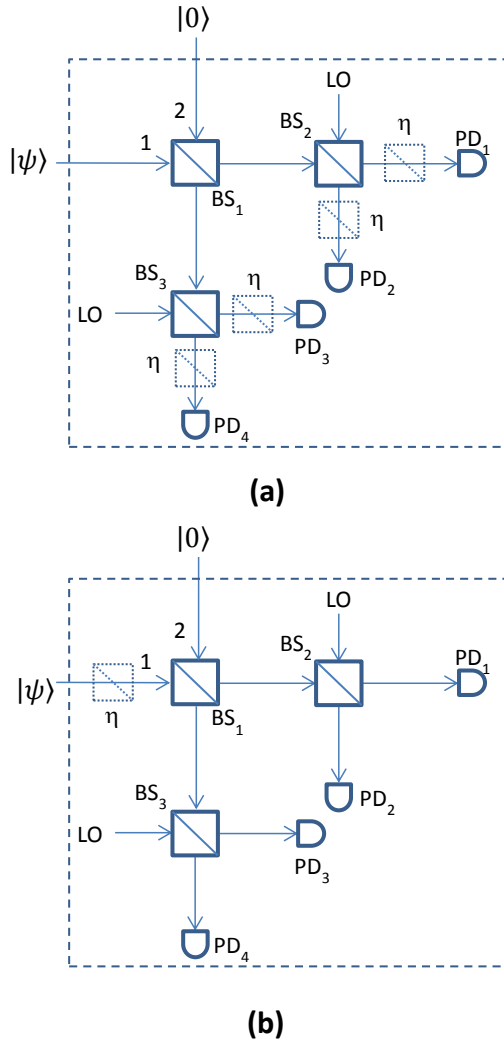 |0⟩
LO
2
BS2
η
PD1
1
|ψ⟩
BS1
η
BS3
η
PD2
LO
PD3
η
PD4
(a)
|0⟩
LO
2
BS2
PD1
1
|ψ⟩
η
BS1
BS3
PD2
LO
PD3
PD4
(b)